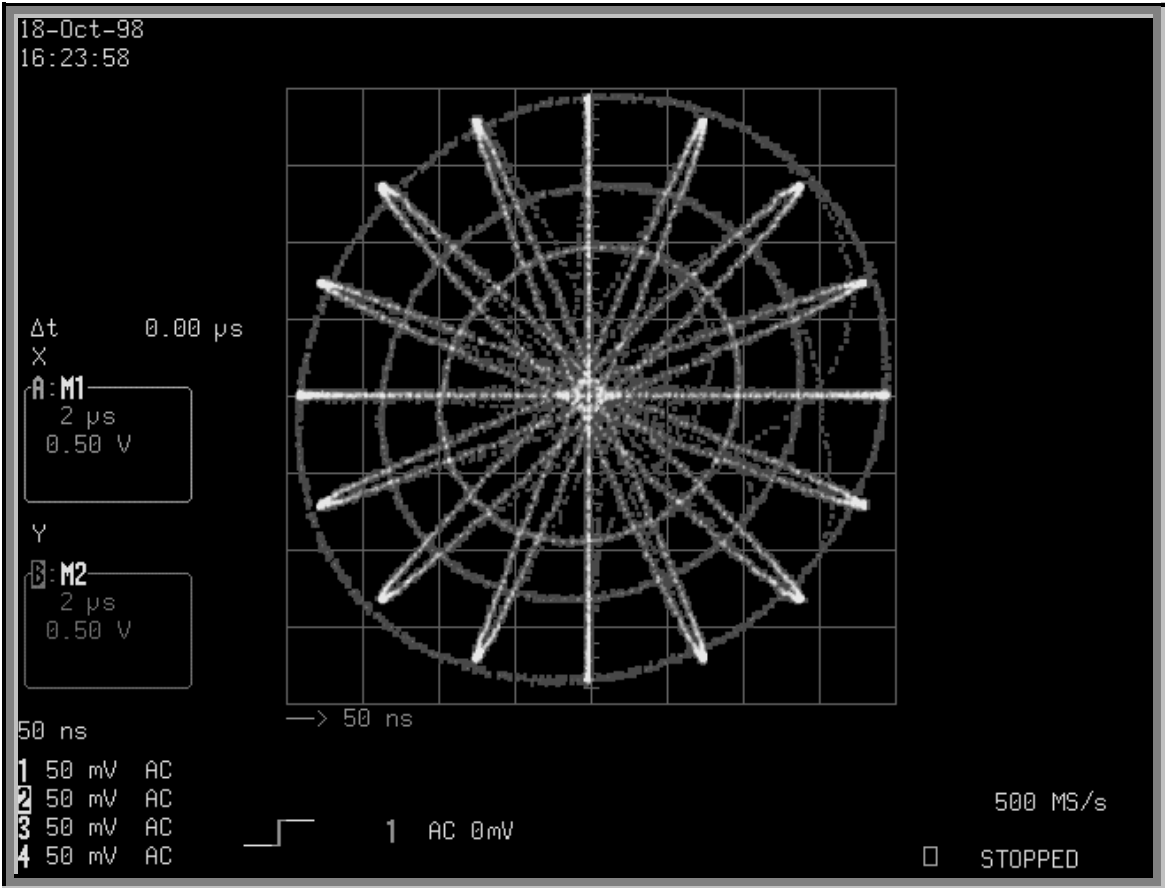 18-Oct-98
16:23:58
Δt 0.00 µs
X
A:M1
2 µs
0.50 V
Y
B:M2
2 µs
0.50 V
—> 50 ns
50 ns
1 50 mV AC
2 50 mV AC
3 50 mV AC
4 50 mV AC
1 AC 0mV
500 MS/s
STOPPED